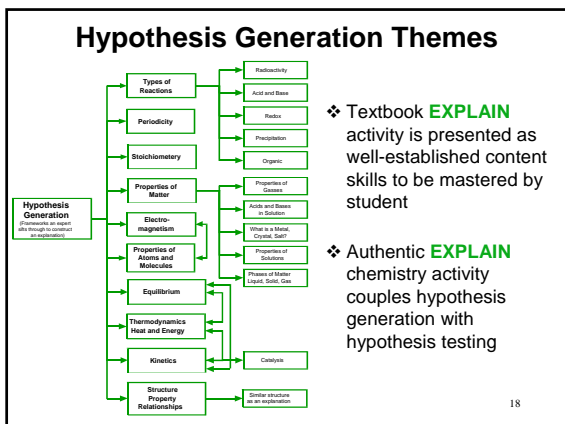 Hypothesis Generation Themes
Types of
Reactions
Radioactivity
Acid and Base
Redox
Precipitation
Organic
Periodicity
Stoichiometery
Properties of
Matter
Properties of
Gasses
Acids and Bases
in Solution
What is a Metal,
Crystal, Salt?
Properties of
Solutions
Phases of Matter
Liquid, Solid, Gas
Hypothesis
Generation
(Frameworks an expert
sifts through to construct
an explanation)
Electro-
magnetism
Properties of
Atoms and
Molecules
Equilibrium
Thermodynamics
Heat and Energy
Kinetics
Catalysis
Structure
Property
Relationships
Similar structure
as an explanation
❖ Textbook EXPLAIN
activity is presented as
well-established content
skills to be mastered by
student
❖ Authentic EXPLAIN
chemistry activity
couples hypothesis
generation with
hypothesis testing
18